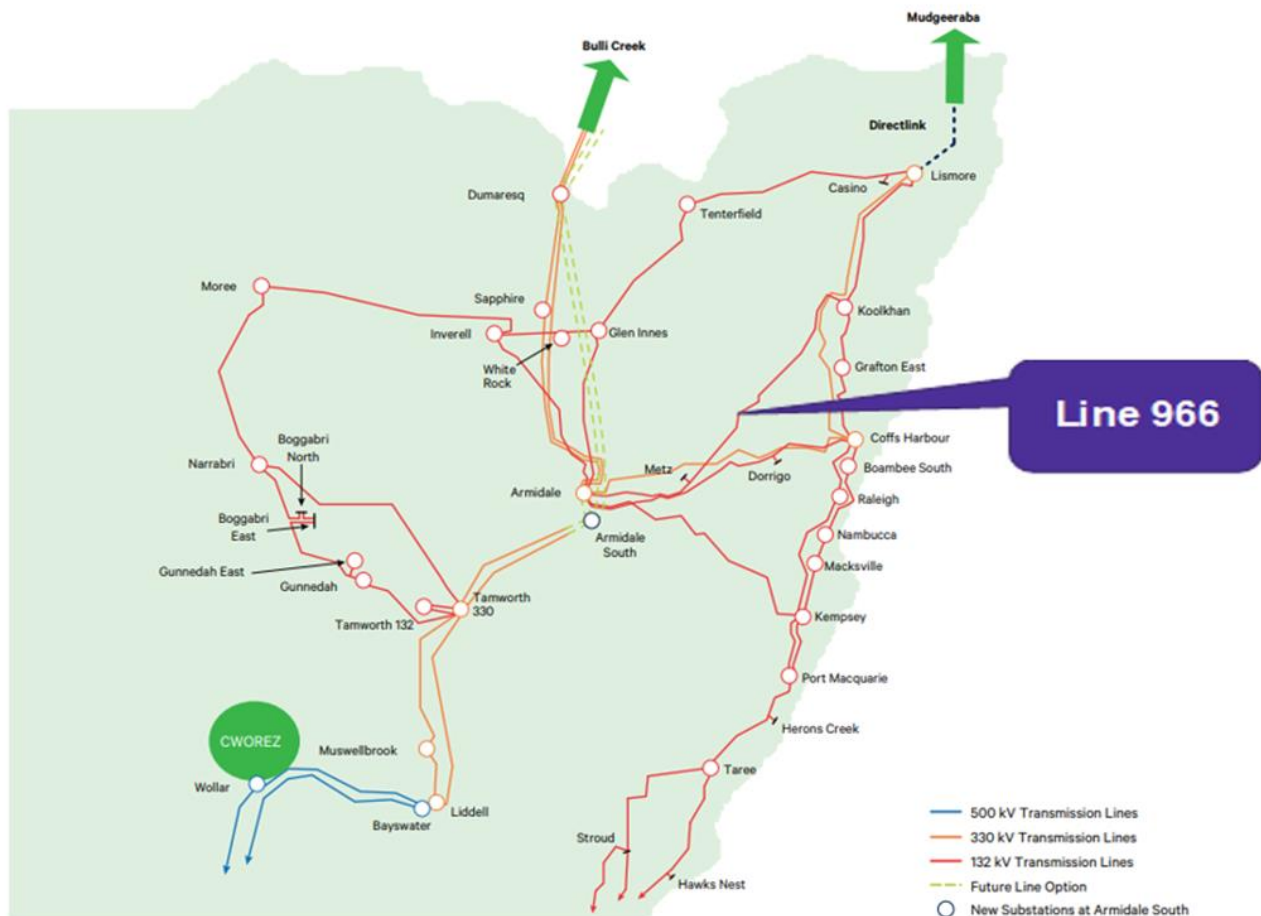 Mudgeeraba
Bulli Creek
Directlink
Lismore
Casino
Dumaresq
Tenterfield
Moree
Sapphire
Koolkhan
Inverell
Glen Innes
White
Rock
Grafton East
Line 966
Coffs Harbour
Boggabri
North
Narrabri
Metz
Dorrigo
Boambee South
Armidale
Raleigh
Boggabri
East
Armidale
South
Nambucca
Gunnedah East
Macksville
Gunnedah
Tamworth
330
Tamworth 132
Kempsey
Port Macquarie
Herons Creek
CWOREZ
Muswellbrook
Taree
Wollar
Liddell
Bayswater
Stroud
Hawks Nest
500 kV Transmission Lines
330 kV Transmission Lines
132 kV Transmission Lines
Future Line Option
New Substations at Armidale South